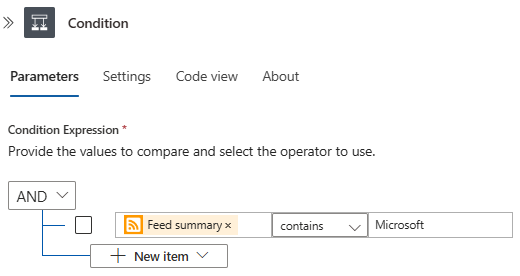 Condition
Parameters Settings Code view About
Condition Expression *
Provide the values to compare and select the operator to use.
AND
Feed summary × contains Microsoft
New item